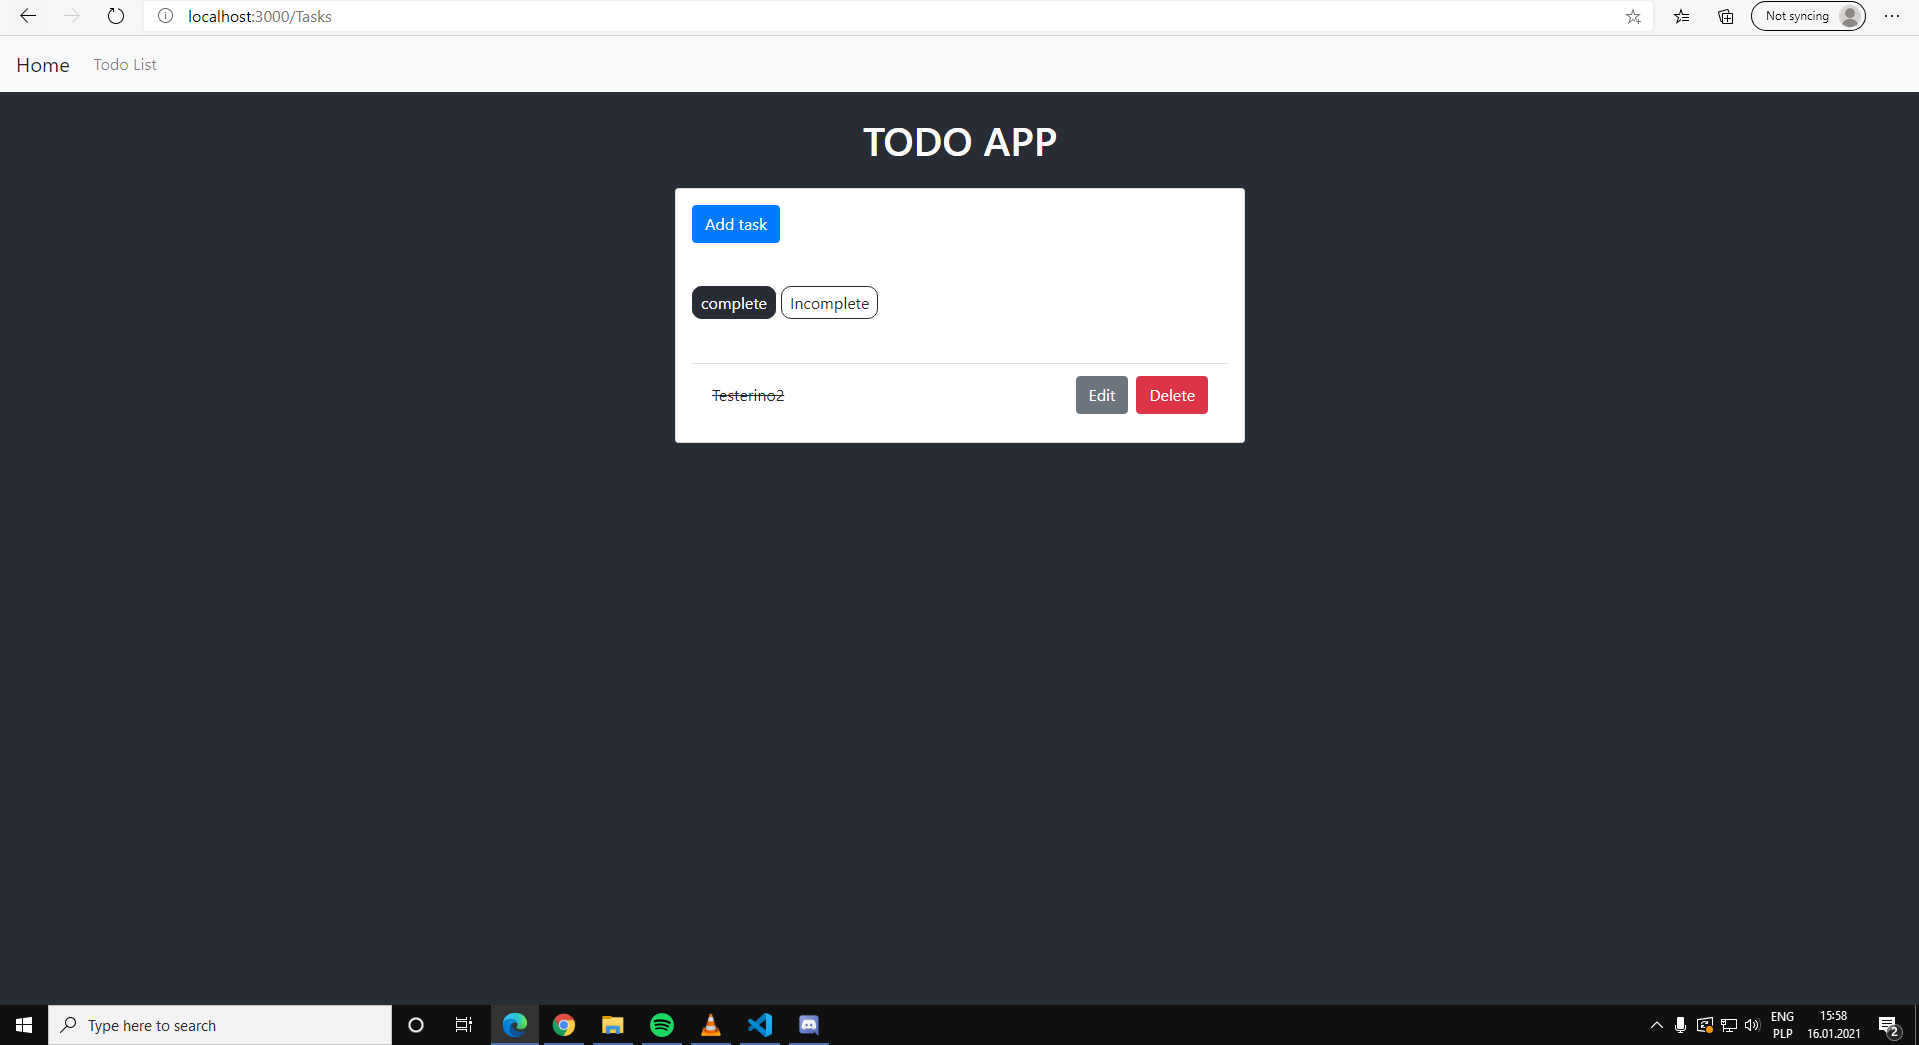 localhost:3000/Tasks
Not syncing
Home Todo List
TODO APP
Add task
complete Incomplete
Testerino2 Edit Delete
Type here to search
ENG 15:58
PLP 16.01.2021
2